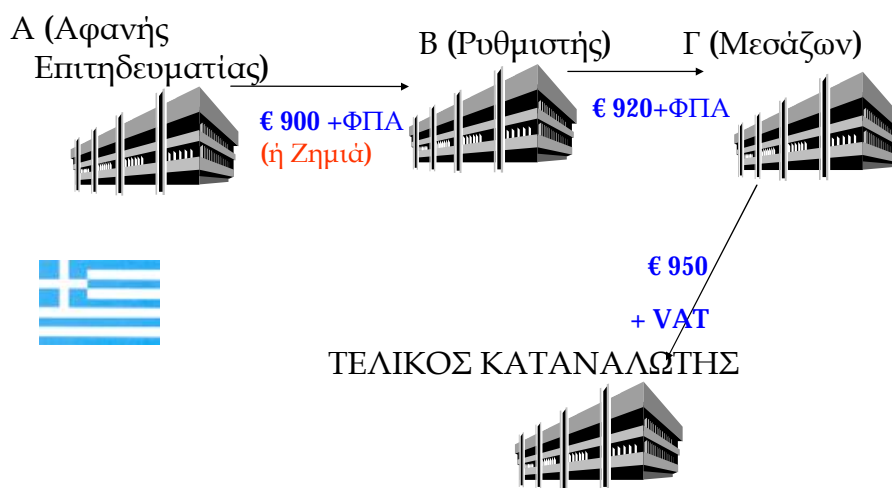 Α (Αφανής
Επιτηδευματίας)
Β (Ρυθμιστής)
Γ (Μεσάζων)
€ 900 +ΦΠΑ
(ή Ζημιά)
€ 920+ΦΠΑ
€ 950
+ VAT
ΤΕΛΙΚΟΣ ΚΑΤΑΝΑΛΩΤΗΣ